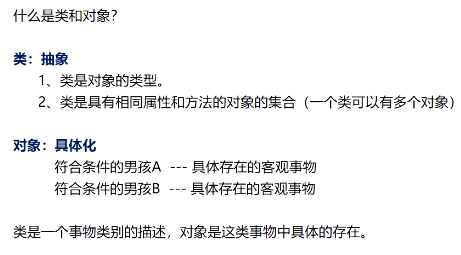 什么是类和对象？
类：抽象
1、类是对象的类型。
2、类是具有相同属性和方法的对象的集合（一个类可以有多个对象）
对象：具体化
符合条件的男孩A --- 具体存在的客观事物
符合条件的男孩B --- 具体存在的客观事物
类是一个事物类别的描述，对象是这类事物中具体的存在。